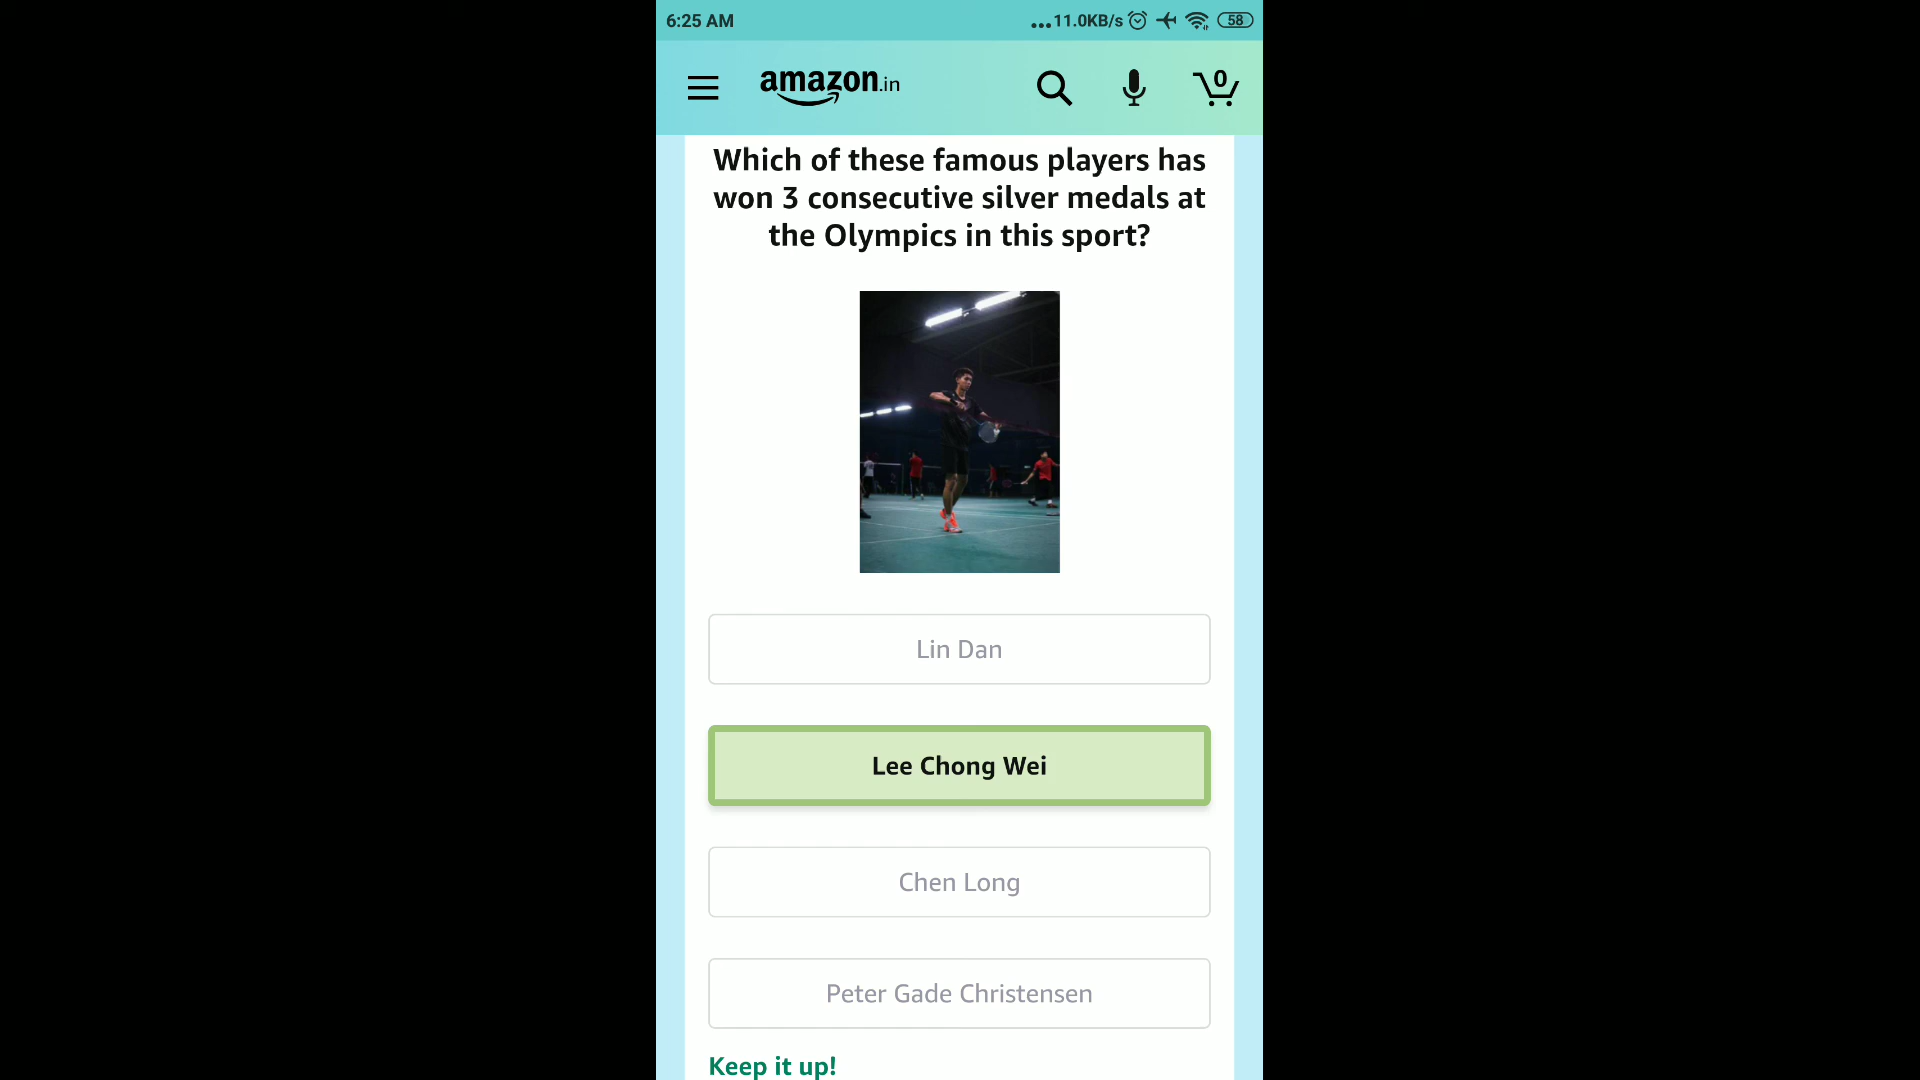 6:25 AM
...11.0KB/s
58
amazon.in
0
Which of these famous players has
won 3 consecutive silver medals at
the Olympics in this sport?
Lin Dan
Lee Chong Wei
Chen Long
Peter Gade Christensen
Keep it up!